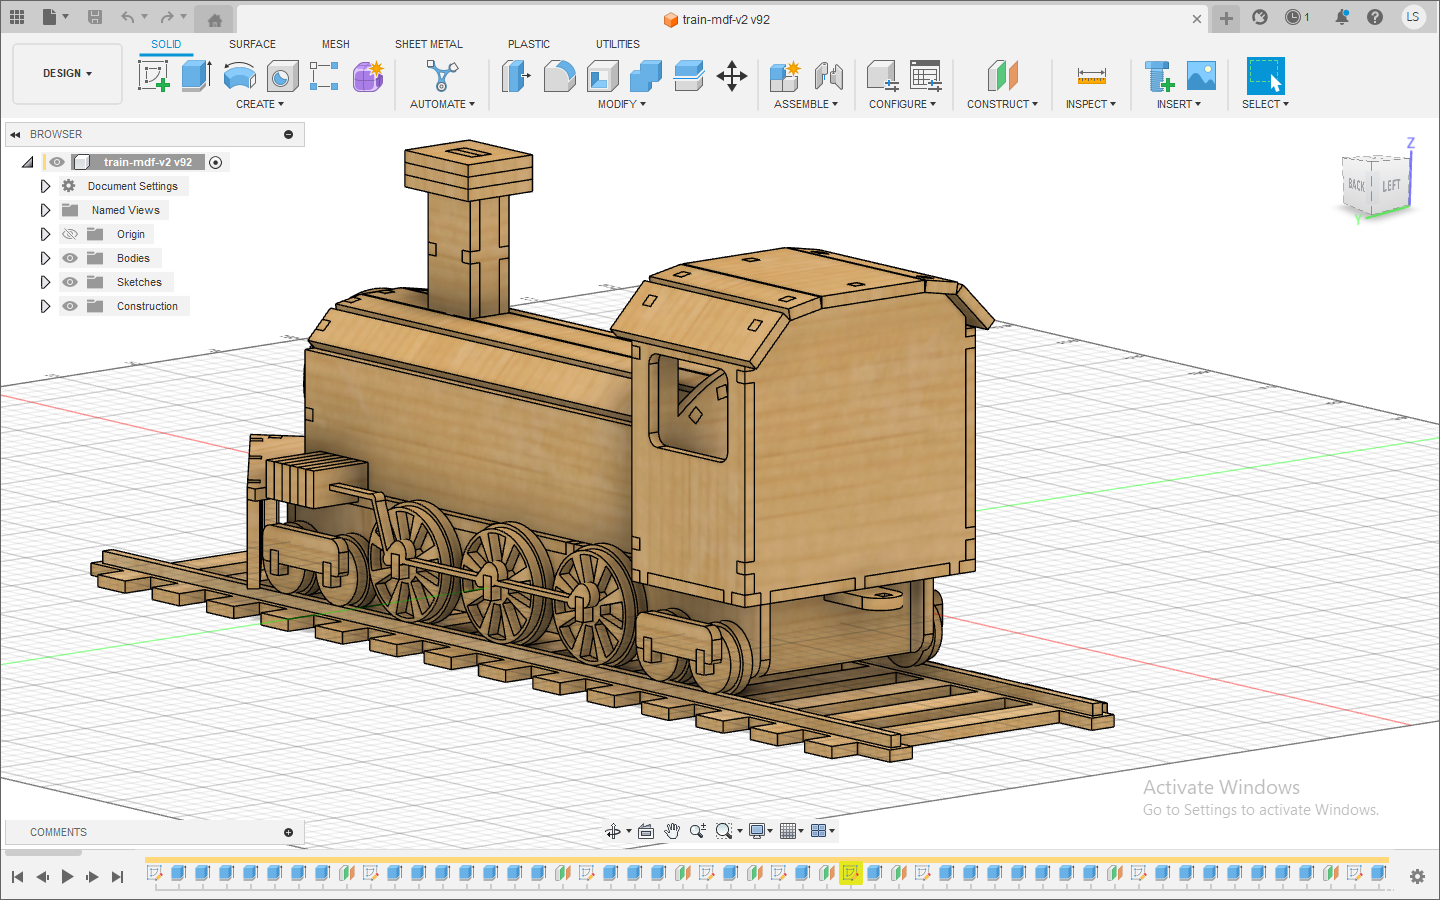 train-mdf-v2 v92
1
LS
DESIGN
SOLID
SURFACE
MESH
SHEET METAL
PLASTIC
UTILITIES
CREATE
AUTOMATE
MODIFY
ASSEMBLE
CONFIGURE
CONSTRUCT
INSPECT
INSERT
SELECT
BROWSER
train-mdf-v2 v92
Document Settings
Named Views
Origin
Bodies
Sketches
Construction
Z
BACK
LEFT
Y
Activate Windows
Go to Settings to activate Windows.
COMMENTS